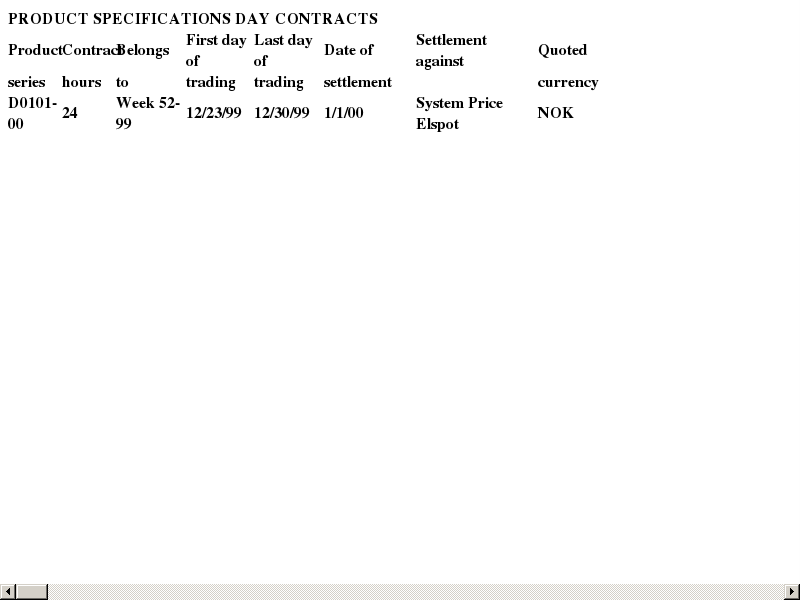 PRODUCT SPECIFICATIONS DAY CONTRACTS
Product Contract Belongs First day of Last day of Date of Settlement against Quoted
series hours to trading trading settlement currency
D0101-00 24 Week 52-99 12/23/99 12/30/99 1/1/00 System Price Elspot NOK